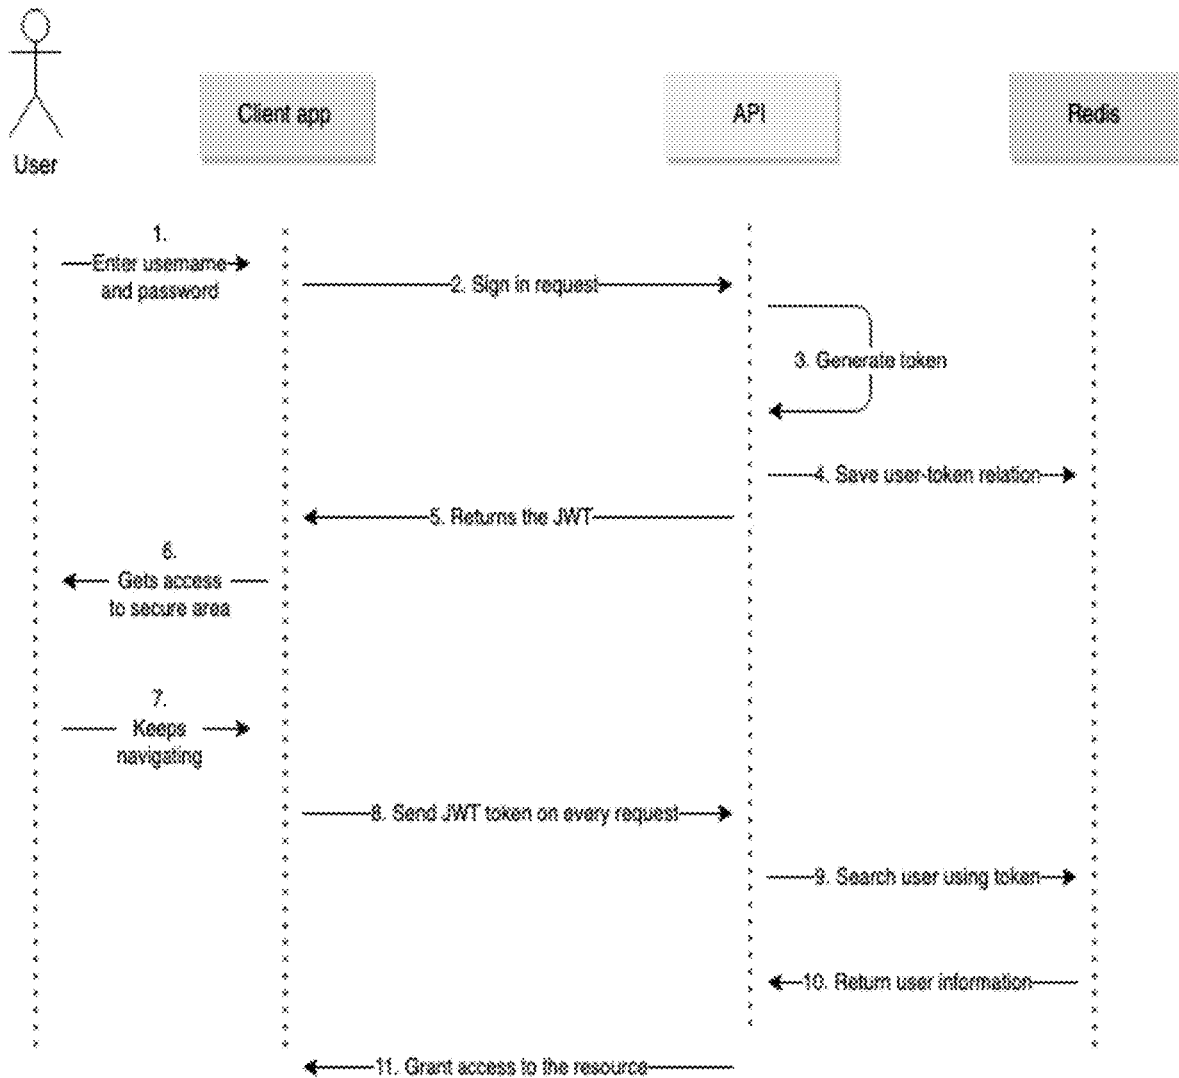 User
Client app
API
Redis
1.
Enter username
and password
2. Sign in request
3. Generate token
4. Save user-token relation
5. Returns the JWT
6.
Gets access
to secure area
7.
Keeps
navigating
8. Send JWT token on every request
9. Search user using token
10. Return user information
11. Grant access to the resource